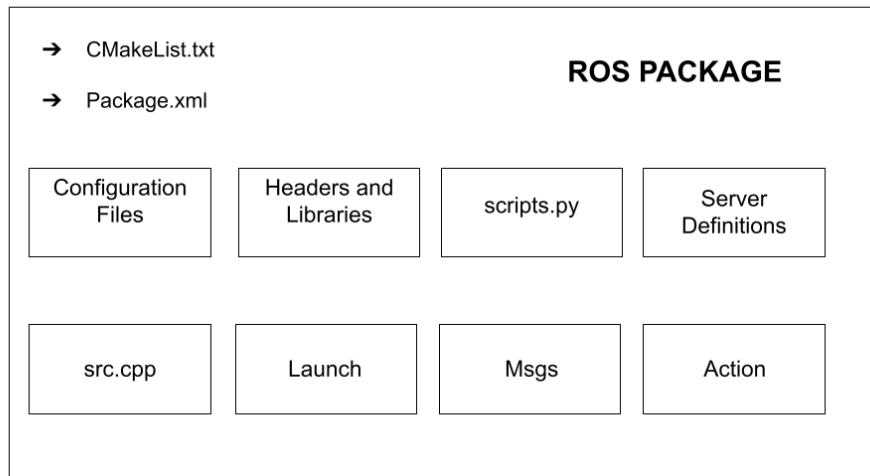 ➔ CMakeList.txt
ROS PACKAGE
➔ Package.xml
Configuration
Files
Headers and
Libraries
scripts.py
Server
Definitions
src.cpp
Launch
Msgs
Action